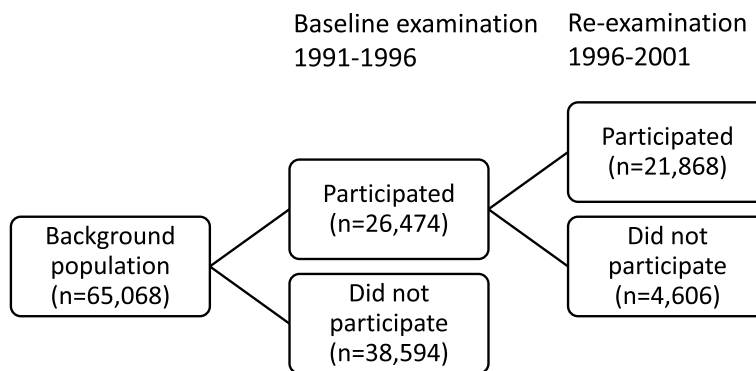 Baseline examination
1991-1996
Re-examination
1996-2001
Background
population
(n=65,068)
Participated
(n=26,474)
Did not
participate
(n=38,594)
Participated
(n=21,868)
Did not
participate
(n=4,606)